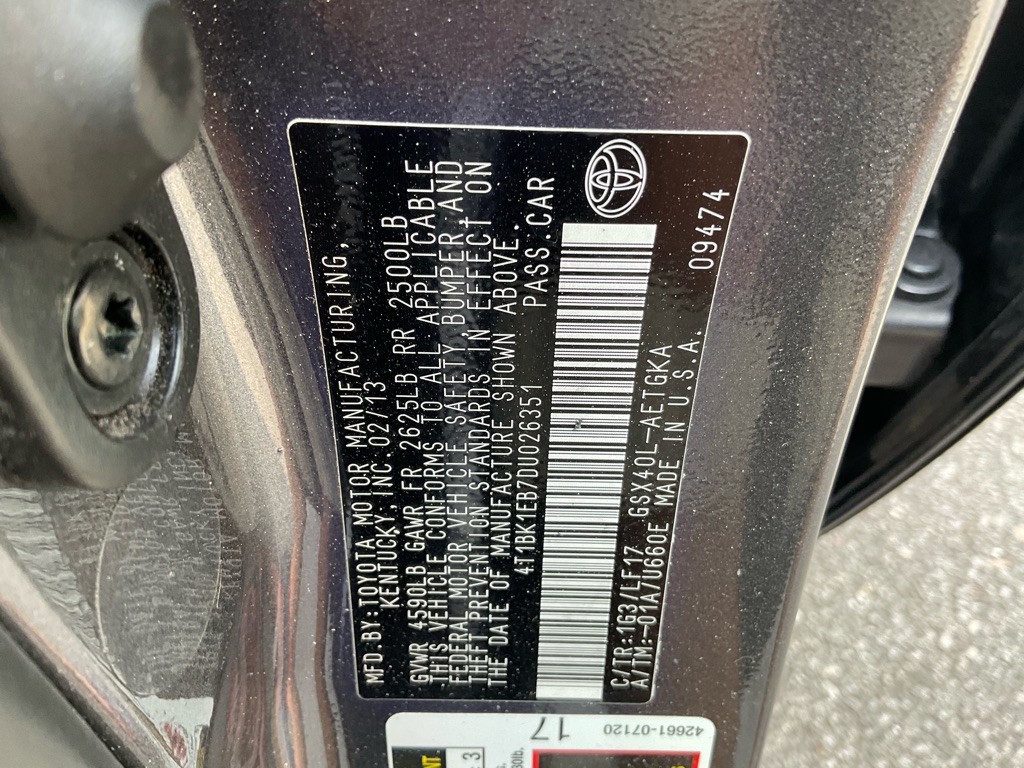 MFD.BY:TOYOTA MOTOR MANUFACTURING,
KENTUCKY, INC. 02/13
GVWR 4590LB GAWR FR 2625LB RR 2500LB
THIS VEHICLE CONFORMS TO ALL APPLICABLE
FEDERAL MOTOR VEHICLE SAFETY, BUMPER, AND
THEFT PREVENTION STANDARDS IN EFFECT ON
THE DATE OF MANUFACTURE SHOWN ABOVE.
4T1BK1EB7DU026351 PASS.CAR
C/TR:1G3/LF17 GSX40L-AETGKA
A/TM:-01A/U660E MADE IN U.S.A. 09474
42661-07120
17